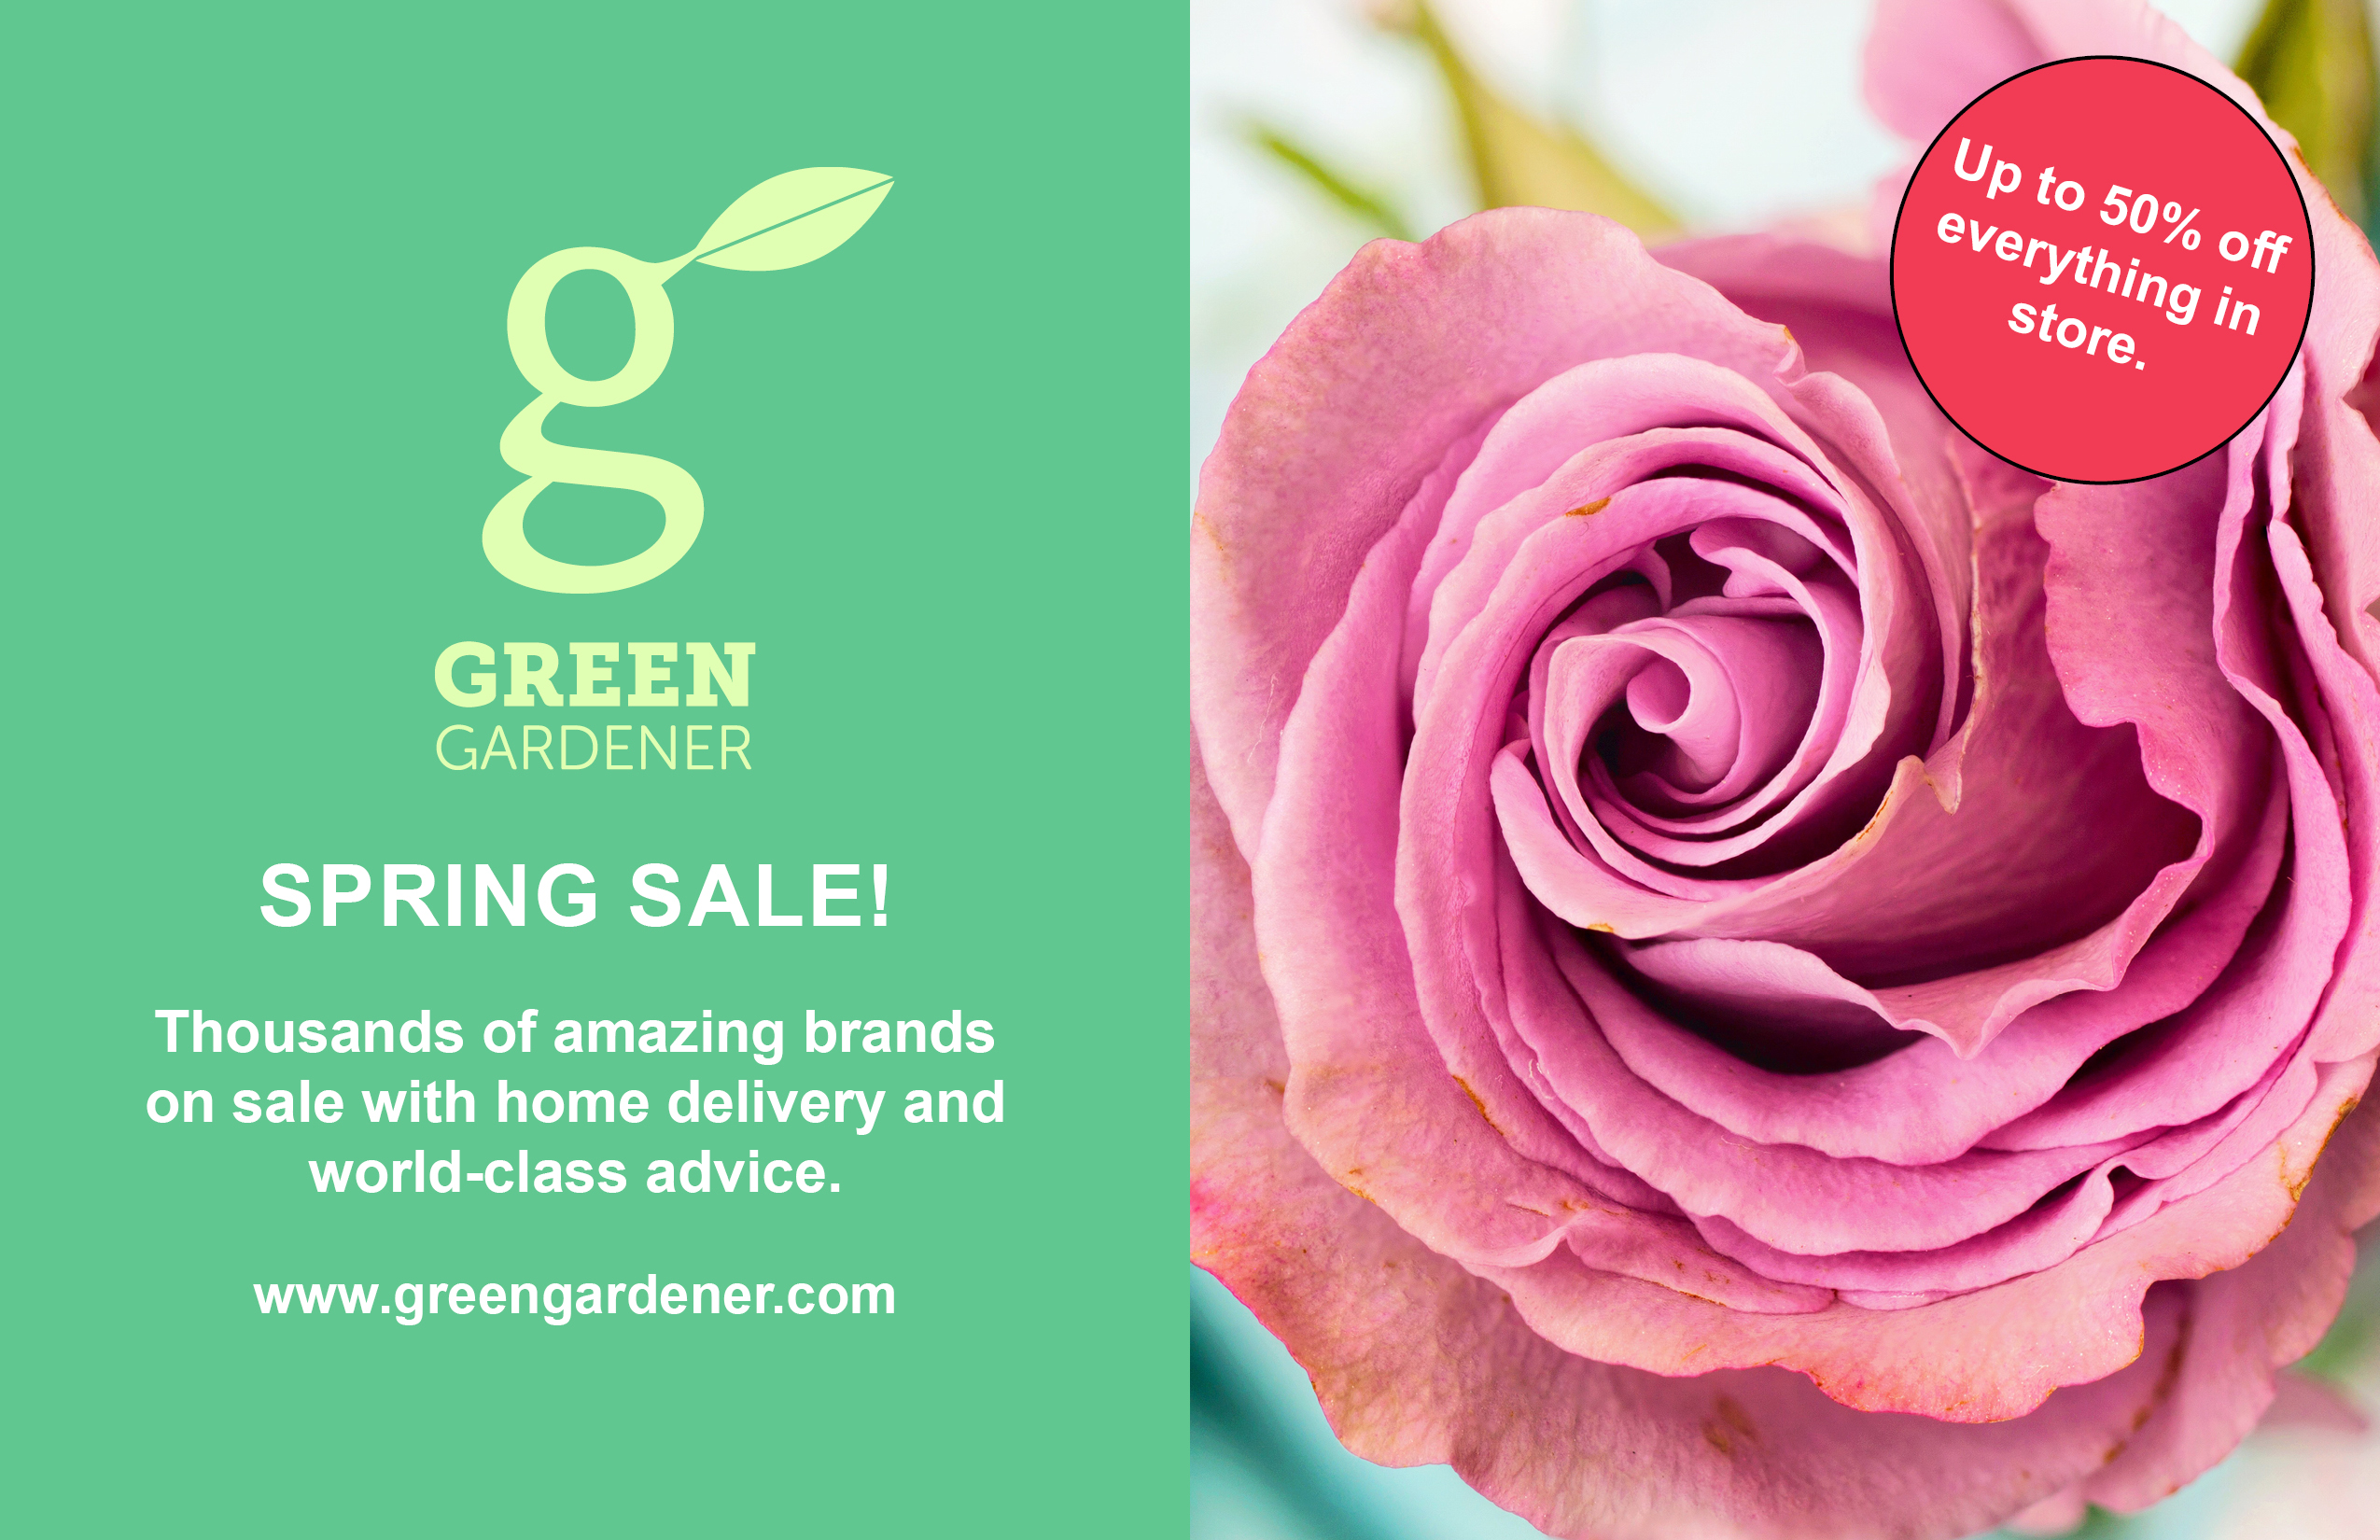 g
GREEN
GARDENER
SPRING SALE!
Thousands of amazing brands
on sale with home delivery and
world-class advice.
www.greengardener.com
Up to 50% off
everything in
store.